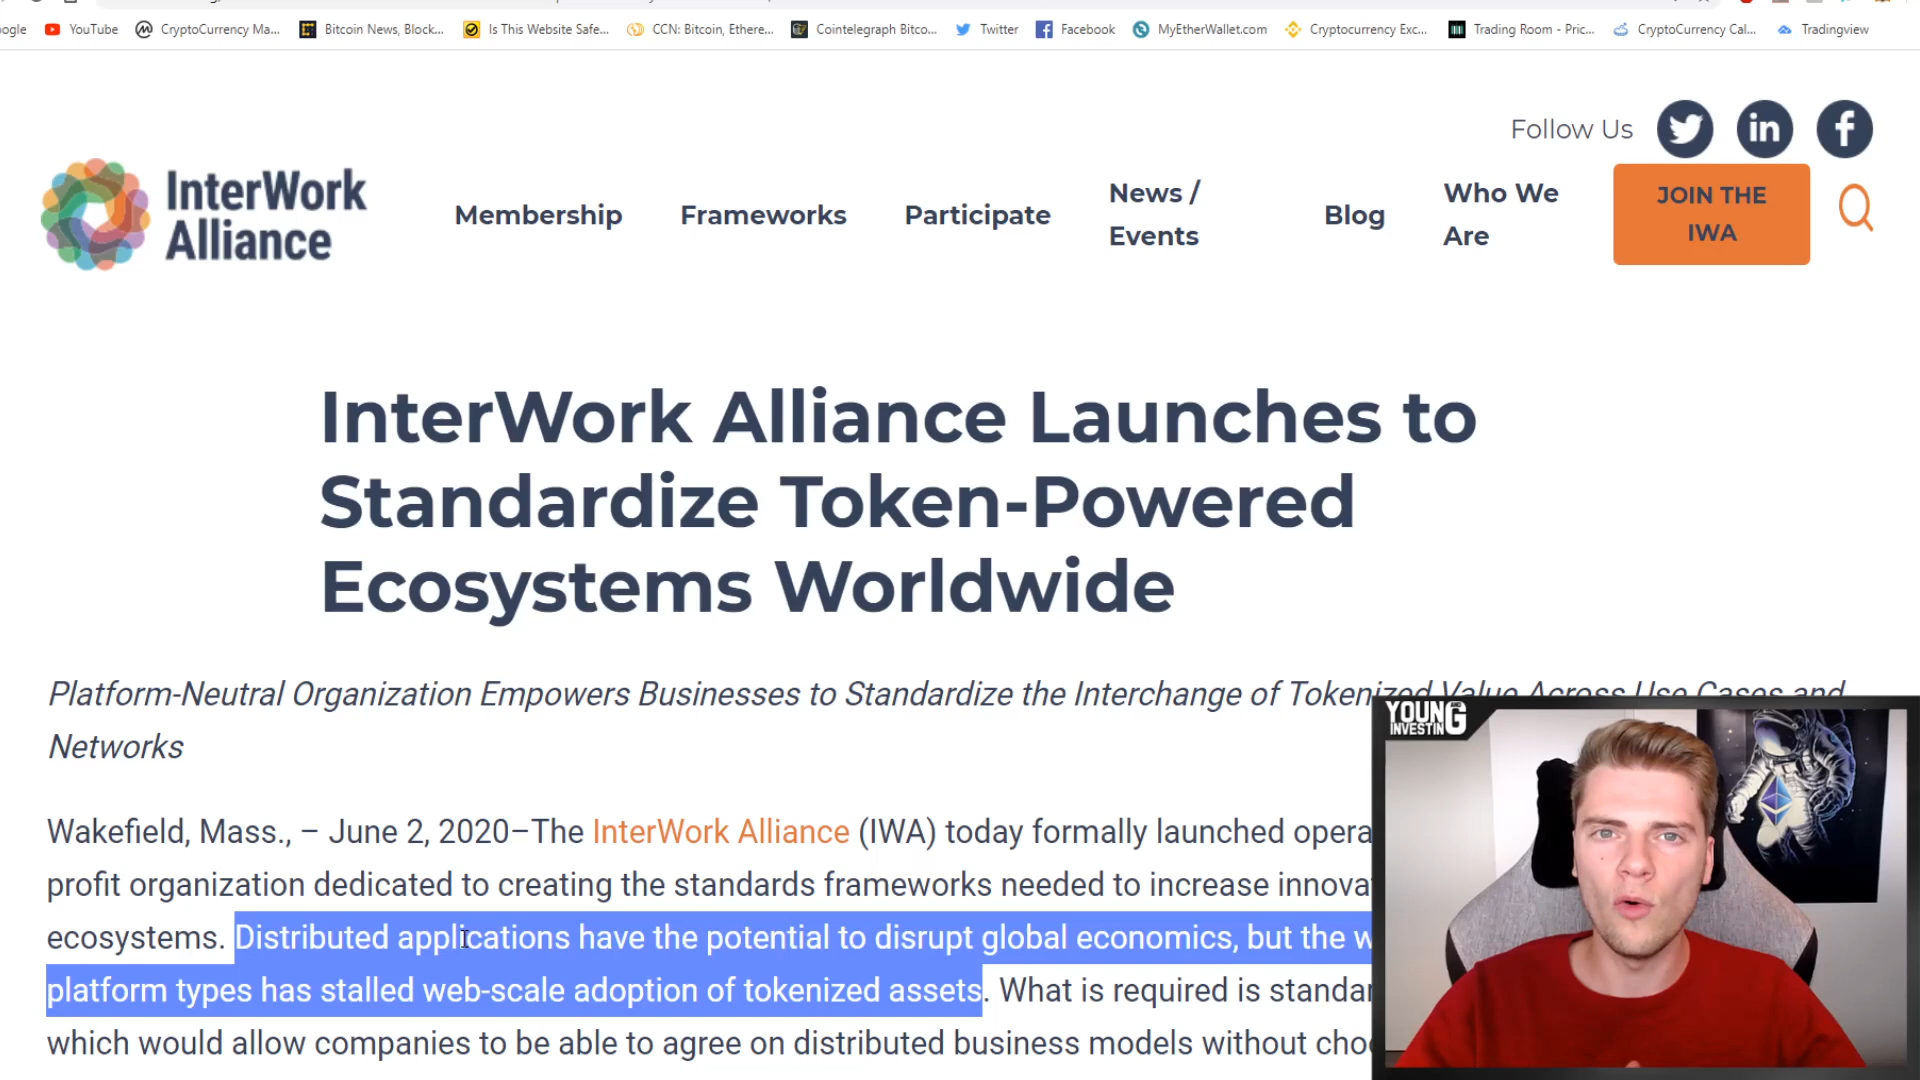 ogle YouTube CryptoCurrency Ma... Bitcoin News, Block... Is This Website Safe... CCN: Bitcoin, Ethere... Cointelegraph Bitco... Twitter Facebook MyEtherWallet.com Cryptocurrency Exc... Trading Room - Pric... CryptoCurrency Cal... Tradingview
Follow Us
InterWork
Alliance
Membership Frameworks Participate
News /
Events
Blog
Who We
Are
JOIN THE
IWA
InterWork Alliance Launches to
Standardize Token-Powered
Ecosystems Worldwide
Platform-Neutral Organization Empowers Businesses to Standardize the Interchange of Tokenized Value Across Use Cases and
Networks
Wakefield, Mass., – June 2, 2020–The InterWork Alliance (IWA) today formally launched opera
profit organization dedicated to creating the standards frameworks needed to increase innova
ecosystems. Distributed applications have the potential to disrupt global economics, but the w
platform types has stalled web-scale adoption of tokenized assets. What is required is standa
which would allow companies to be able to agree on distributed business models without cho
YOUNG
AND
INVESTING